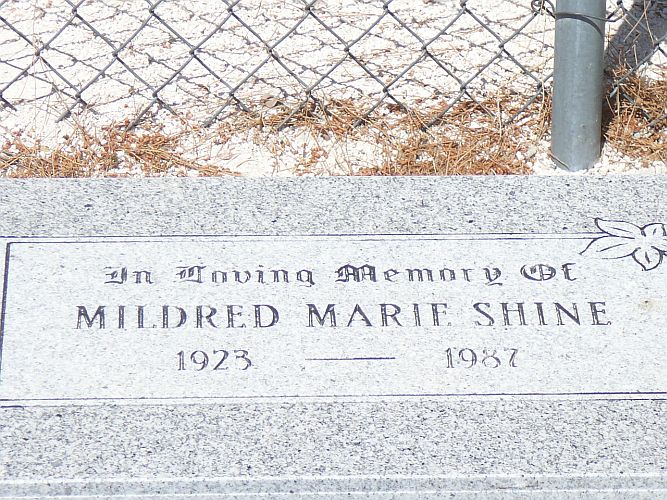 In Loving Memory Of
MILDRED MARIE SHINE
1923 — 1987